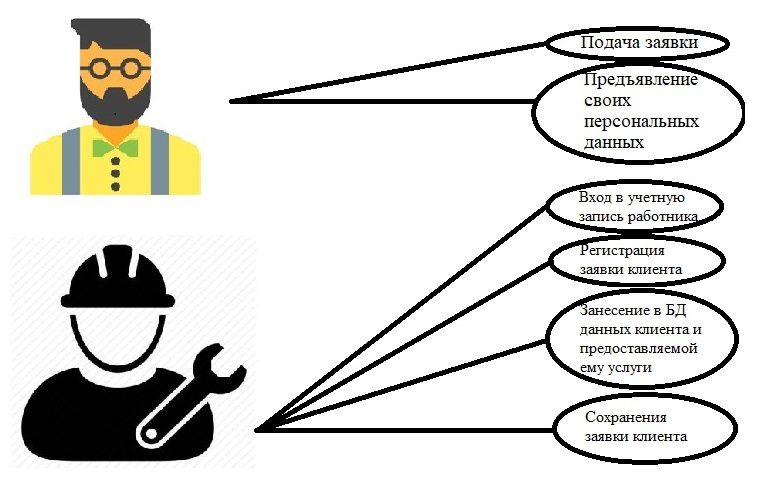 Подача заявки
Предъявление
своих
персональных
данных
Вход в учетную
запись работника
Регистрация
заявки клиента
Занесение в БД
данных клиента и
предоставляемой
ему услуги
Сохранения
заявки клиента